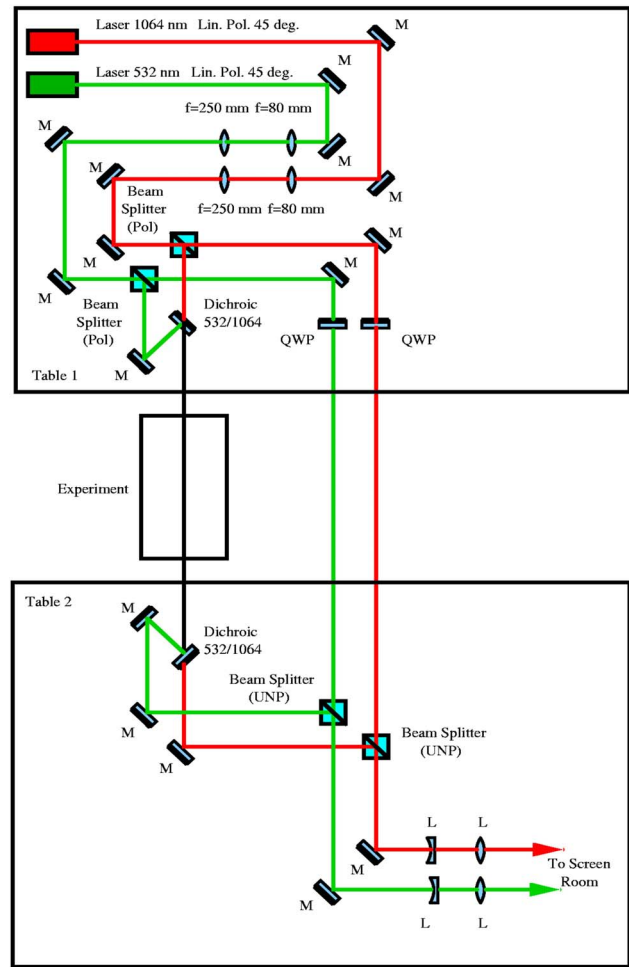 Laser 1064 nm Lin. Pol. 45 deg.
M
Laser 532 nm Lin. Pol. 45 deg.
M
f=250 mm f=80 mm
M
M
M
Beam
Splitter
(Pol)
f=250 mm f=80 mm
M
M
M
M
M
Beam
Splitter
(Pol)
Dichroic
532/1064
QWP
QWP
M
Table 1
Experiment
Table 2
M
Dichroic
532/1064
Beam Splitter
(UNP)
M
M
Beam Splitter
(UNP)
L
L
M
To Screen
Room
M
L
L